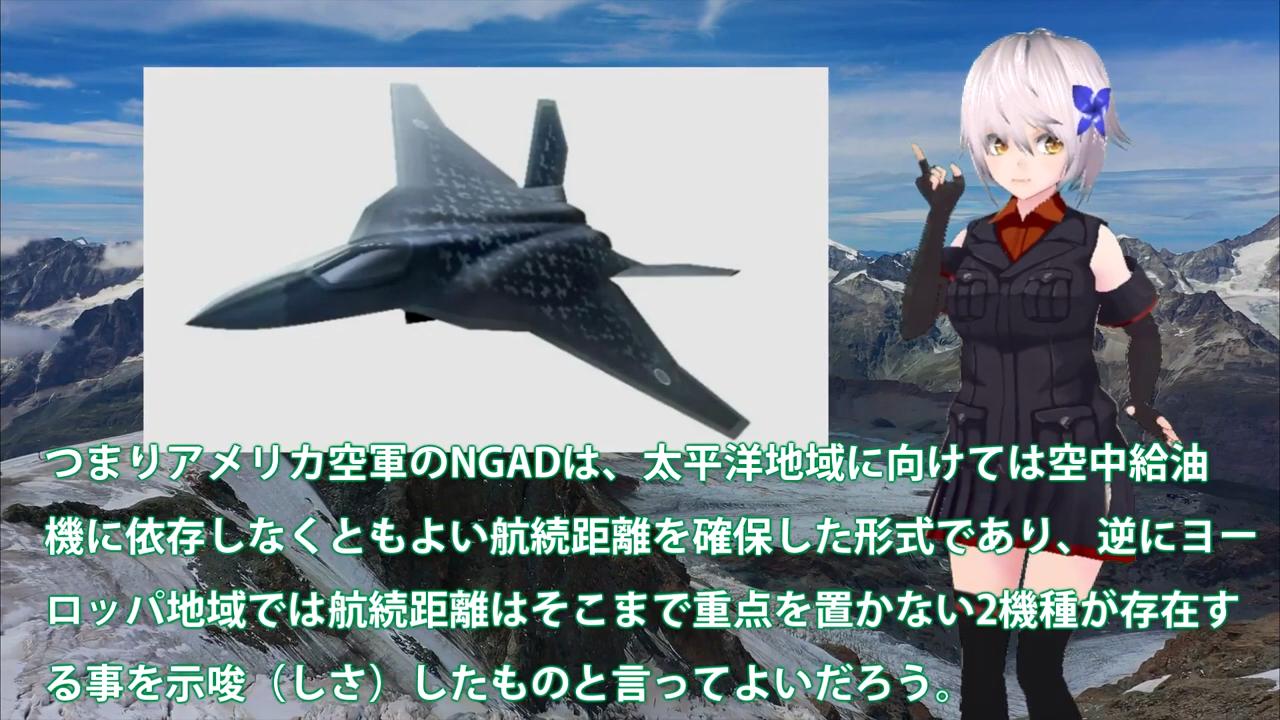 つまりアメリカ空軍のNGADは、太平洋地域に向けては空中給油
機に依存しなくともよい航続距離を確保した形式であり、逆にヨー
ロッパ地域では航続距離はそこまで重点を置かない2機種が存在す
る事を示唆（しさ）したものと言ってよいだろう。